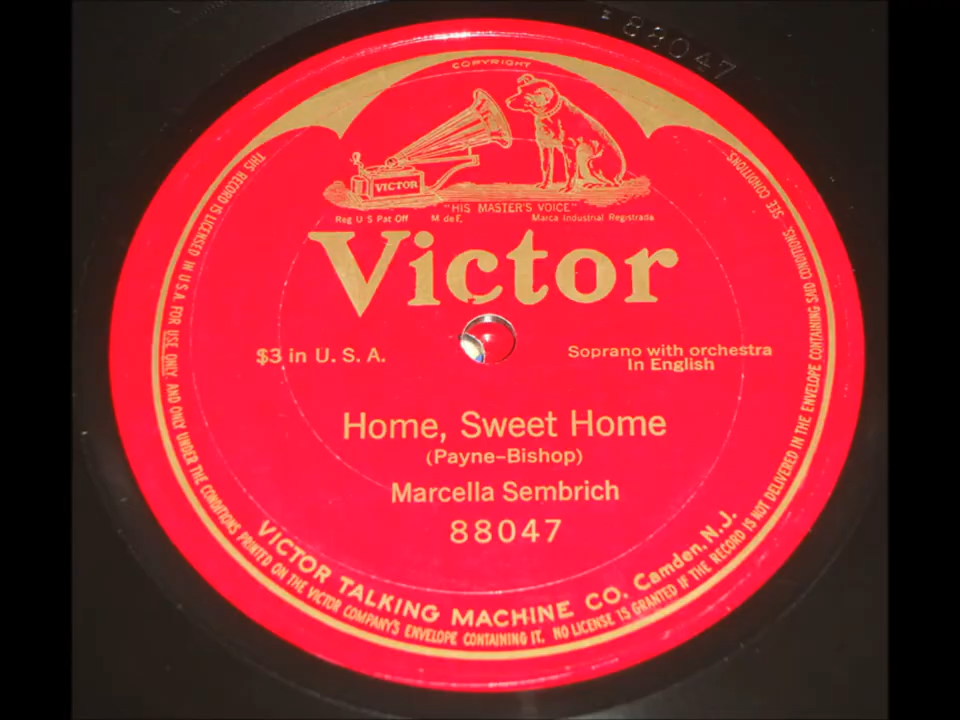 88047
COPYRIGHT
VICTOR
"HIS MASTER'S VOICE"
Reg U S Pat Off M de F. Marca Industrial Registrada
Victor
$3 in U. S. A.
Soprano with orchestra
In English
Home, Sweet Home
(Payne-Bishop)
Marcella Sembrich
88047
VICTOR TALKING MACHINE CO. Camden, N.J.
THIS RECORD IS LICENSED IN U.S.A. FOR USE ONLY, AND ONLY UNDER THE CONDITIONS PRINTED ON THE VICTOR COMPANY'S ENVELOPE CONTAINING IT. NO LICENSE IS GRANTED IF THE RECORD IS NOT DELIVERED IN THE ENVELOPE CONTAINING SAID CONDITIONS. SEE CONDITIONS.